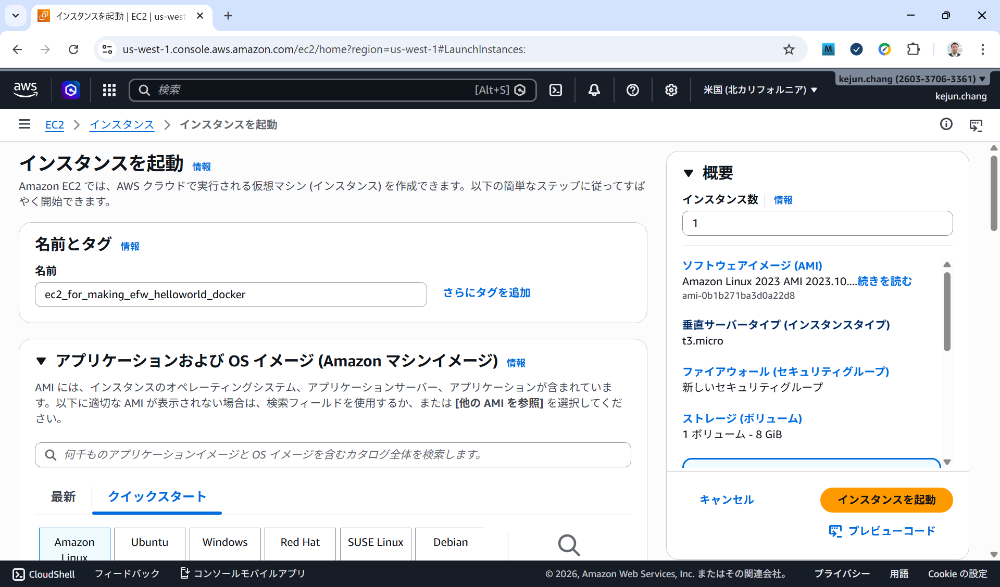 インスタンスを起動 | EC2 | us-west
us-west-1.console.aws.amazon.com/ec2/home?region=us-west-1#LaunchInstances:
M
aws
検索
[Alt+S]
米国 (北カリフォルニア) ▼
kejun.chang (2603-3706-3361) ▼
kejun.chang
EC2
インスタンス
インスタンスを起動
インスタンスを起動 情報
Amazon EC2 では、AWS クラウドで実行される仮想マシン (インスタンス) を作成できます。以下の簡単なステップに従ってすば
やく開始できます。
名前とタグ 情報
名前
ec2_for_making_efw_helloworld_docker
さらにタグを追加
▼ アプリケーションおよび OS イメージ (Amazon マシンイメージ) 情報
AMI には、インスタンスのオペレーティングシステム、アプリケーションサーバー、アプリケーションが含まれていま
す。以下に適切な AMI が表示されない場合は、検索フィールドを使用するか、または [他の AMI を参照] を選択してくだ
さい。
何千ものアプリケーションイメージと OS イメージを含むカタログ全体を検索します。
最新
クイックスタート
Amazon
Linux
Ubuntu
Windows
Red Hat
SUSE Linux
Debian
▼ 概要
インスタンス数 情報
1
ソフトウェアイメージ (AMI)
Amazon Linux 2023 AMI 2023.10....続きを読む
ami-0b1b271ba3d0a22d8
垂直サーバータイプ (インスタンスタイプ)
t3.micro
ファイアウォール (セキュリティグループ)
新しいセキュリティグループ
ストレージ (ボリューム)
1 ボリューム - 8 GiB
キャンセル
インスタンスを起動
プレビューコード
CloudShell
フィードバック
コンソールモバイルアプリ
© 2026, Amazon Web Services, Inc. またはその関連会社。
プライバシー
用語
Cookie の設定